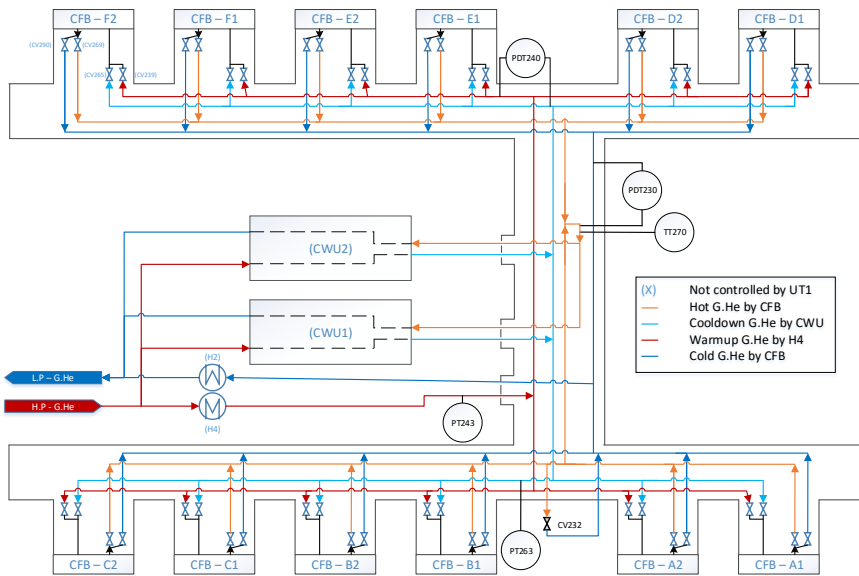 CFB – F2
CFB – F1
CFB – E2
CFB – E1
CFB – D2
CFB – D1
(CV290)
(CV269)
(CV265)
(CV239)
PDT240
PDT230
TT270
(CWU2)
(CWU1)
(X) Not controlled by UT1
Hot G.He by CFB
Cooldown G.He by CWU
Warmup G.He by H4
Cold G.He by CFB
(H2)
L.P – G.He
H.P - G.He
(H4)
PT243
CV232
PT263
CFB – C2
CFB – C1
CFB – B2
CFB – B1
CFB – A2
CFB – A1